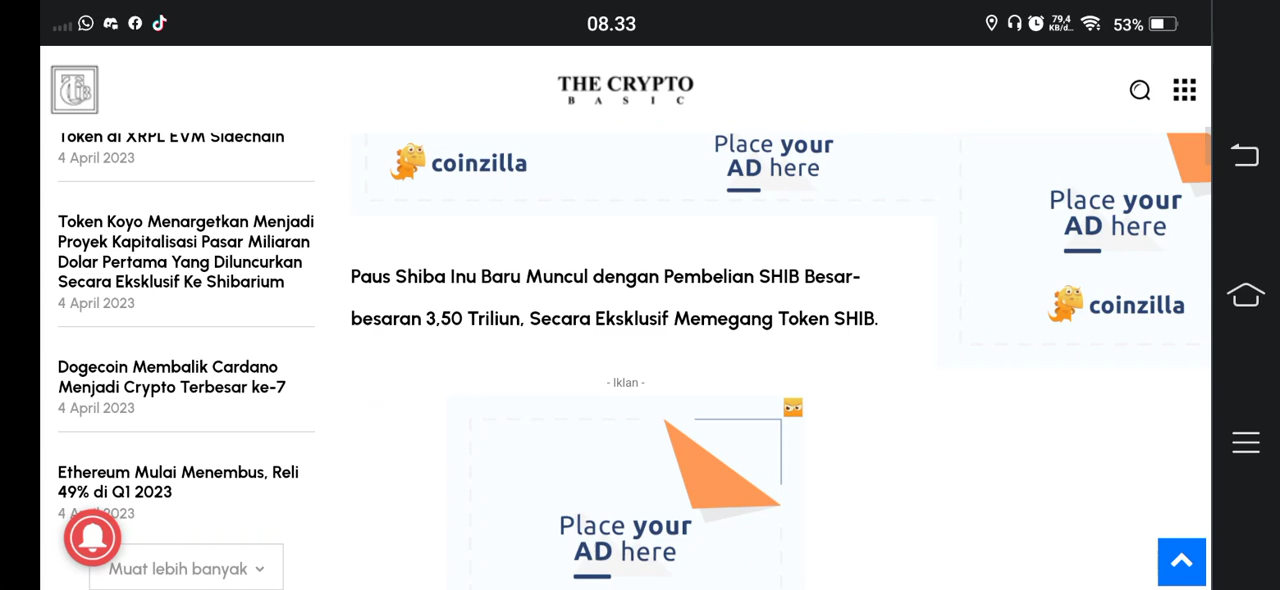 08.33
79,4
KB/d...
53%
THE CRYPTO
BASIC
Token di XRPL EVM Sidechain
4 April 2023
Token Koyo Menargetkan Menjadi
Proyek Kapitalisasi Pasar Miliaran
Dolar Pertama Yang Diluncurkan
Secara Eksklusif Ke Shibarium
4 April 2023
Dogecoin Membalik Cardano
Menjadi Crypto Terbesar ke-7
4 April 2023
Ethereum Mulai Menembus, Reli
49% di Q1 2023
4 April 2023
Muat lebih banyak
coinzilla
Place your
AD here
Place your
AD here
coinzilla
Paus Shiba Inu Baru Muncul dengan Pembelian SHIB Besar-
besaran 3,50 Triliun, Secara Eksklusif Memegang Token SHIB.
- Iklan -
Place your
AD here